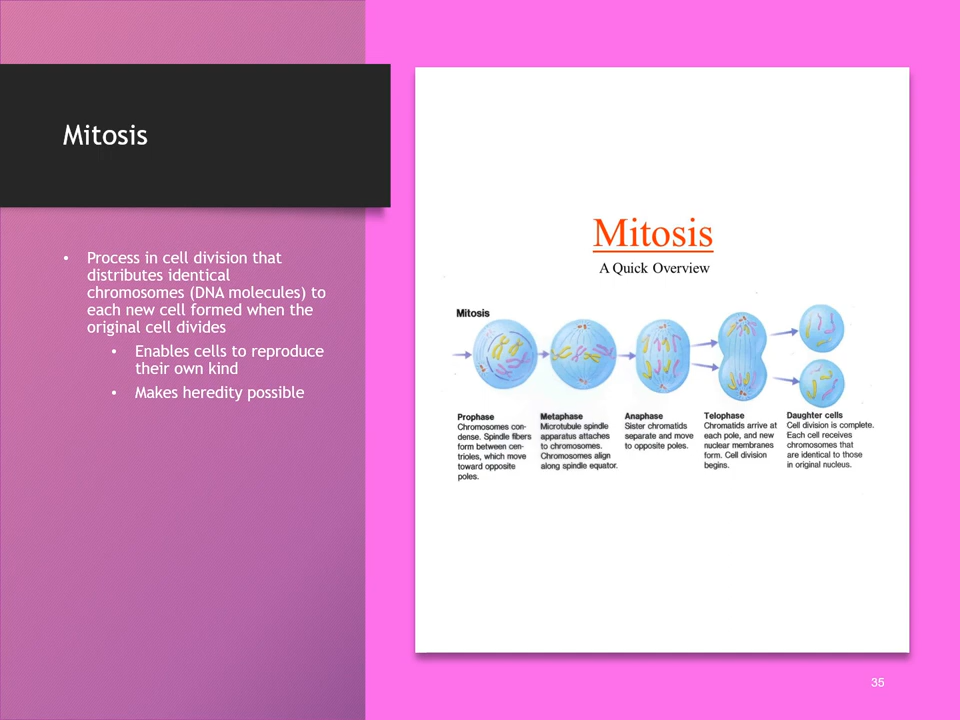 Mitosis
• Process in cell division that
distributes identical
chromosomes (DNA molecules) to
each new cell formed when the
original cell divides
• Enables cells to reproduce
their own kind
• Makes heredity possible
Mitosis
A Quick Overview
Mitosis
Prophase
Chromosomes con-
dense. Spindle fibers
form between cen-
trioles, which move
toward opposite
poles.
Metaphase
Microtubule spindle
apparatus attaches
to chromosomes.
Chromosomes align
along spindle equator.
Anaphase
Sister chromatids
separate and move
to opposite poles.
Telophase
Chromatids arrive at
each pole, and new
nuclear membranes
form. Cell division
begins.
Daughter cells
Cell division is complete.
Each cell receives
chromosomes that
are identical to those
in original nucleus.
35